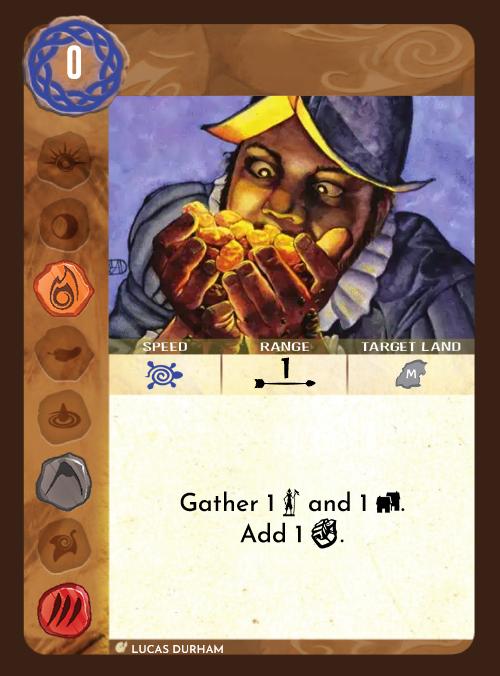 0
SPEED RANGE TARGET LAND
1
M
Gather 1 and 1 .
Add 1 .
LUCAS DURHAM